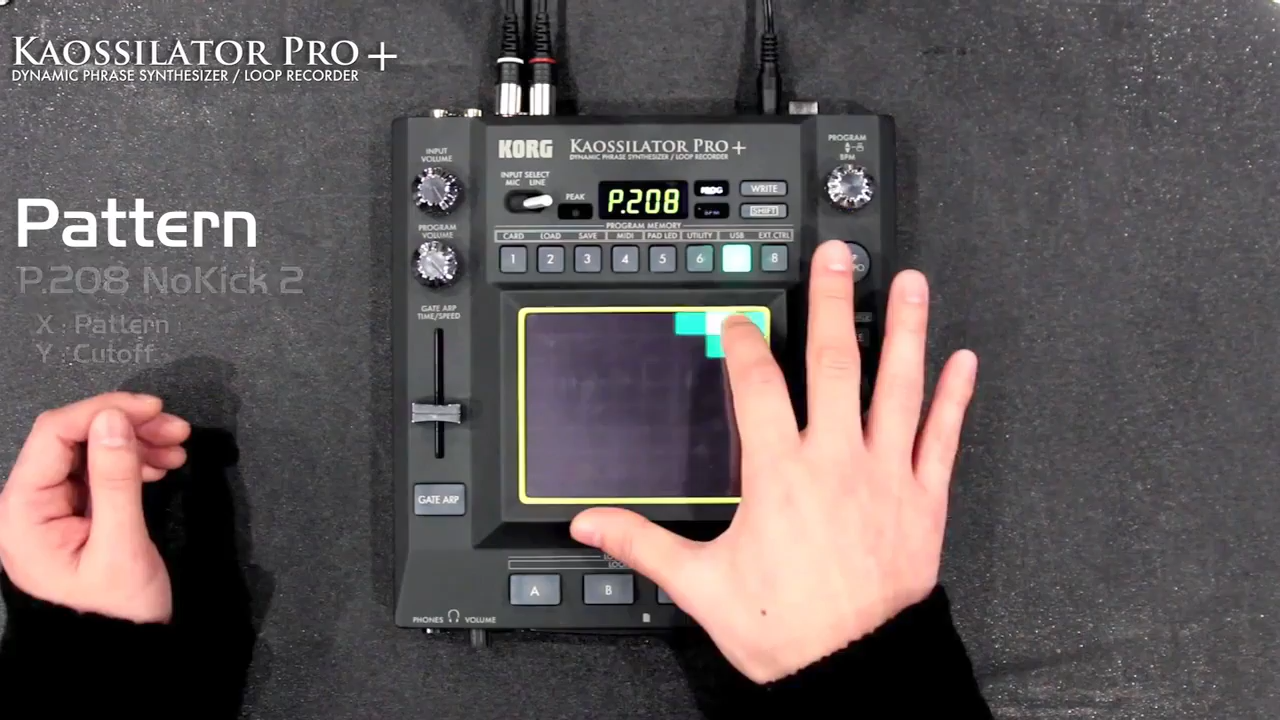 KAOSSILATOR PRO+
DYNAMIC PHRASE SYNTHESIZER / LOOP RECORDER
Pattern
P.208 NoKick 2
X : Pattern
Y : Cutoff
KORG
KAOSSILATOR PRO+
DYNAMIC PHRASE SYNTHESIZER / LOOP RECORDER
INPUT VOLUME
PROGRAM VOLUME
GATE ARP TIME/SPEED
GATE ARP
INPUT SELECT
MIC LINE
PEAK
P.208
PROG
BPM
WRITE
SHIFT
PROGRAM
BPM
PROGRAM MEMORY
CARD LOAD SAVE MIDI PAD LED UTILITY USB EXT CTRL
1 2 3 4 5 6 8
A B
PHONES VOLUME